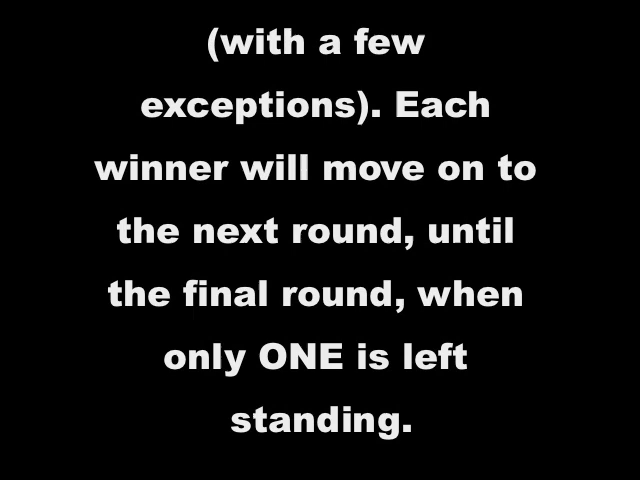 (with a few
exceptions). Each
winner will move on to
the next round, until
the final round, when
only ONE is left
standing.